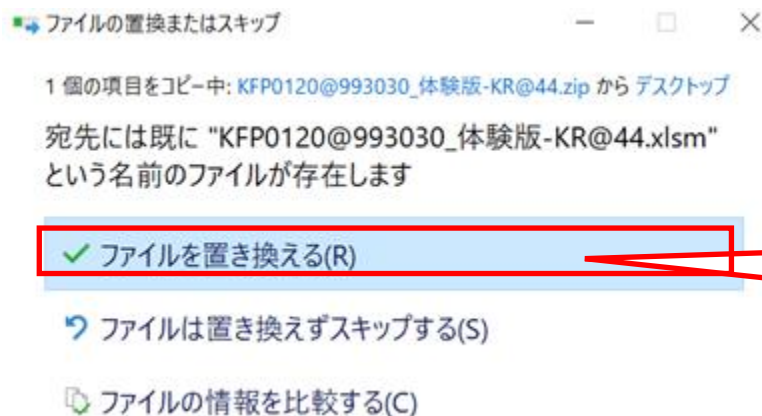 ファイルの置換またはスキップ
1 個の項目をコピー中: KFP0120@993030_体験版-KR@44.zip から デスクトップ
宛先には既に "KFP0120@993030_体験版-KR@44.xlsm"
という名前のファイルが存在します
ファイルを置き換える(R)
ファイルは置き換えずスキップする(S)
ファイルの情報を比較する(C)